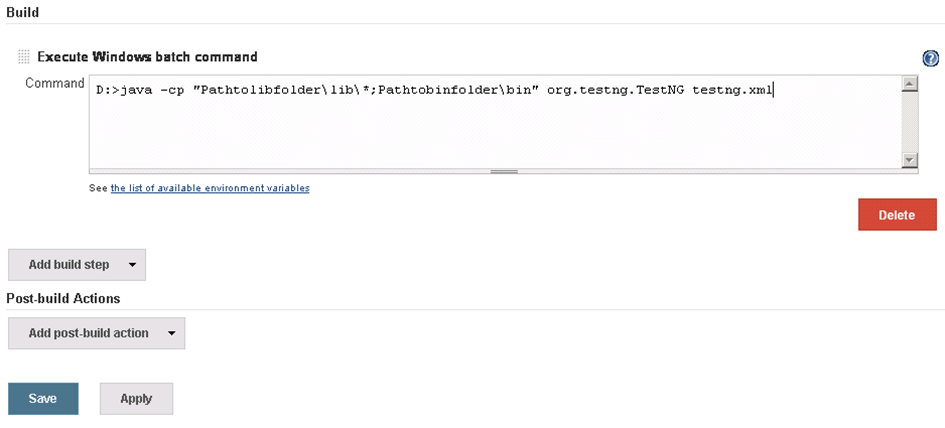 Build
Execute Windows batch command
Command
D:>java -cp "Pathtolibfolder\lib\*;Pathtobinfolder\bin" org.testng.TestNG testng.xml
See the list of available environment variables
Delete
Add build step
Post-build Actions
Add post-build action
Save
Apply